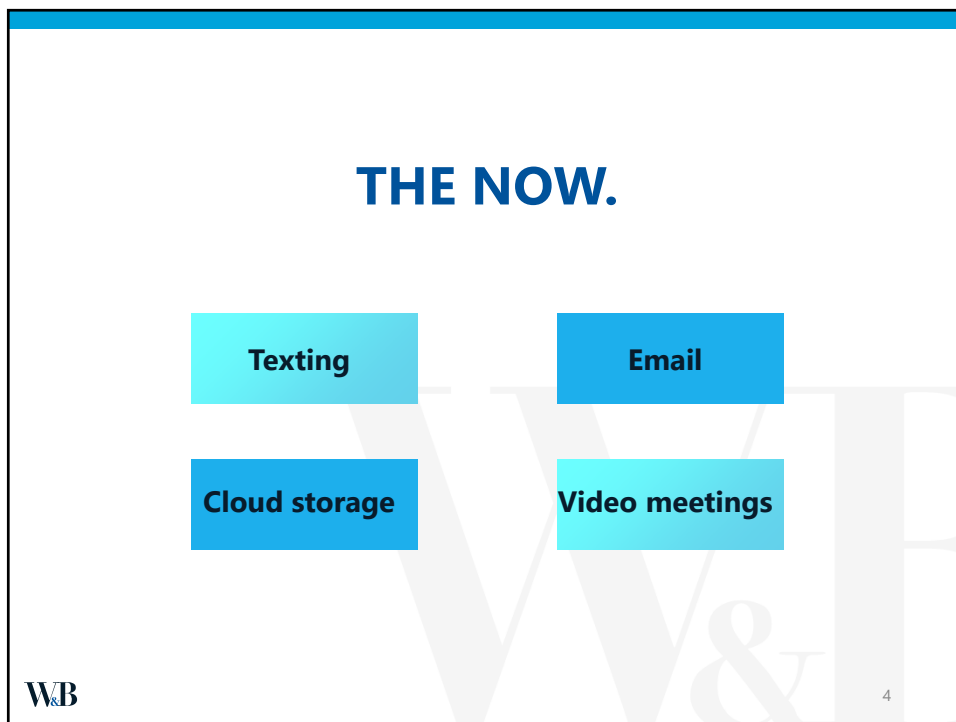 THE NOW.
Texting
Email
Cloud storage
Video meetings
W&B
W&B
4